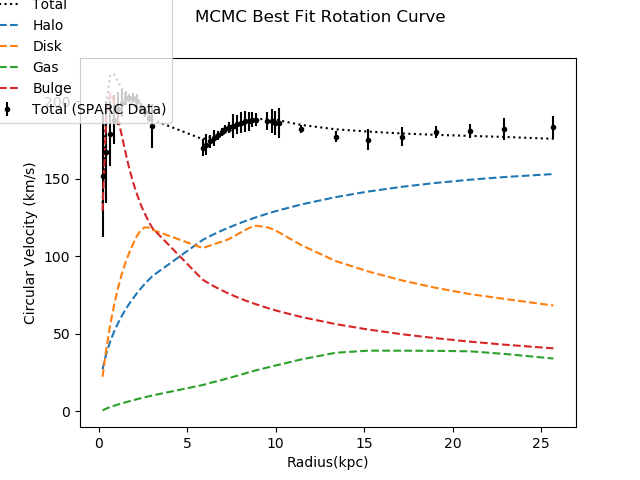 MCMC Best Fit Rotation Curve
Total
Halo
Disk
Gas
Bulge
Total (SPARC Data)
200
150
100
50
0
Circular Velocity (km/s)
0 5 10 15 20 25
Radius(kpc)